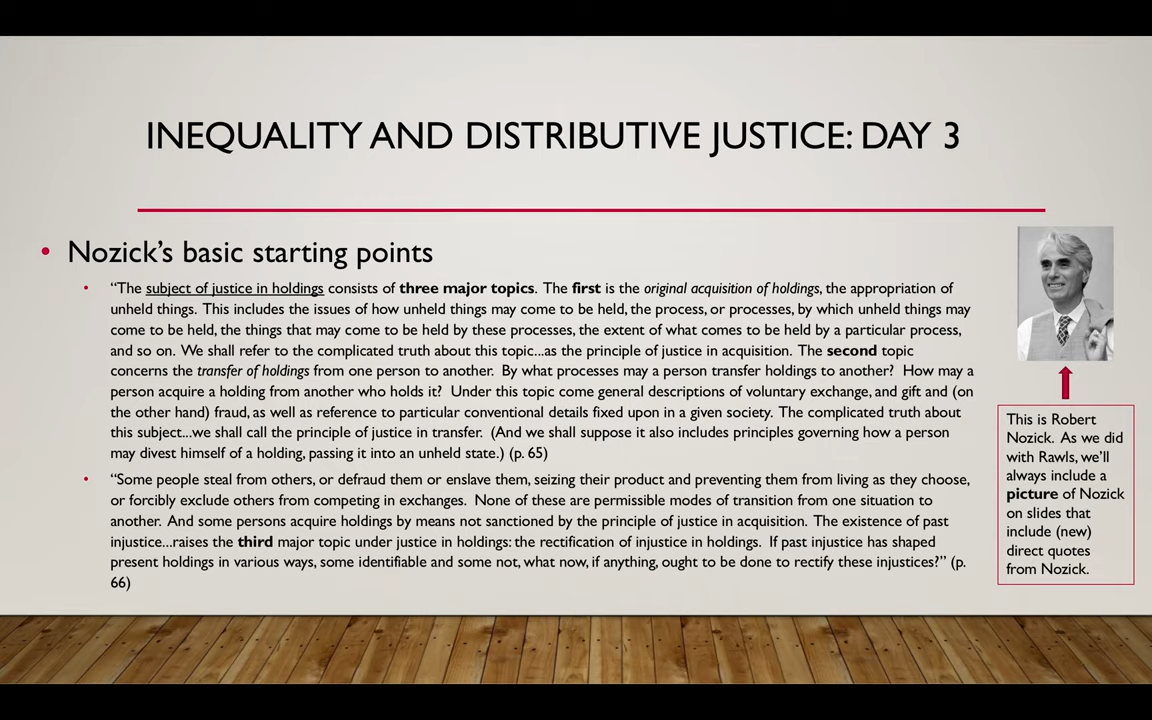 INEQUALITY AND DISTRIBUTIVE JUSTICE: DAY 3
• Nozick's basic starting points
• "The subject of justice in holdings consists of three major topics. The first is the original acquisition of holdings, the appropriation of
unheld things. This includes the issues of how unheld things may come to be held, the process, or processes, by which unheld things may
come to be held, the things that may come to be held by these processes, the extent of what comes to be held by a particular process,
and so on. We shall refer to the complicated truth about this topic...as the principle of justice in acquisition. The second topic
concerns the transfer of holdings from one person to another. By what processes may a person transfer holdings to another? How may a
person acquire a holding from another who holds it? Under this topic come general descriptions of voluntary exchange, and gift and (on
the other hand) fraud, as well as reference to particular conventional details fixed upon in a given society. The complicated truth about
this subject...we shall call the principle of justice in transfer. (And we shall suppose it also includes principles governing how a person
may divest himself of a holding, passing it into an unheld state.) (p. 65)
• "Some people steal from others, or defraud them or enslave them, seizing their product and preventing them from living as they choose,
or forcibly exclude others from competing in exchanges. None of these are permissible modes of transition from one situation to
another. And some persons acquire holdings by means not sanctioned by the principle of justice in acquisition. The existence of past
injustice...raises the third major topic under justice in holdings: the rectification of injustice in holdings. If past injustice has shaped
present holdings in various ways, some identifiable and some not, what now, if anything, ought to be done to rectify these injustices?" (p.
66)
This is Robert
Nozick. As we did
with Rawls, we'll
always include a
picture of Nozick
on slides that
include (new)
direct quotes
from Nozick.